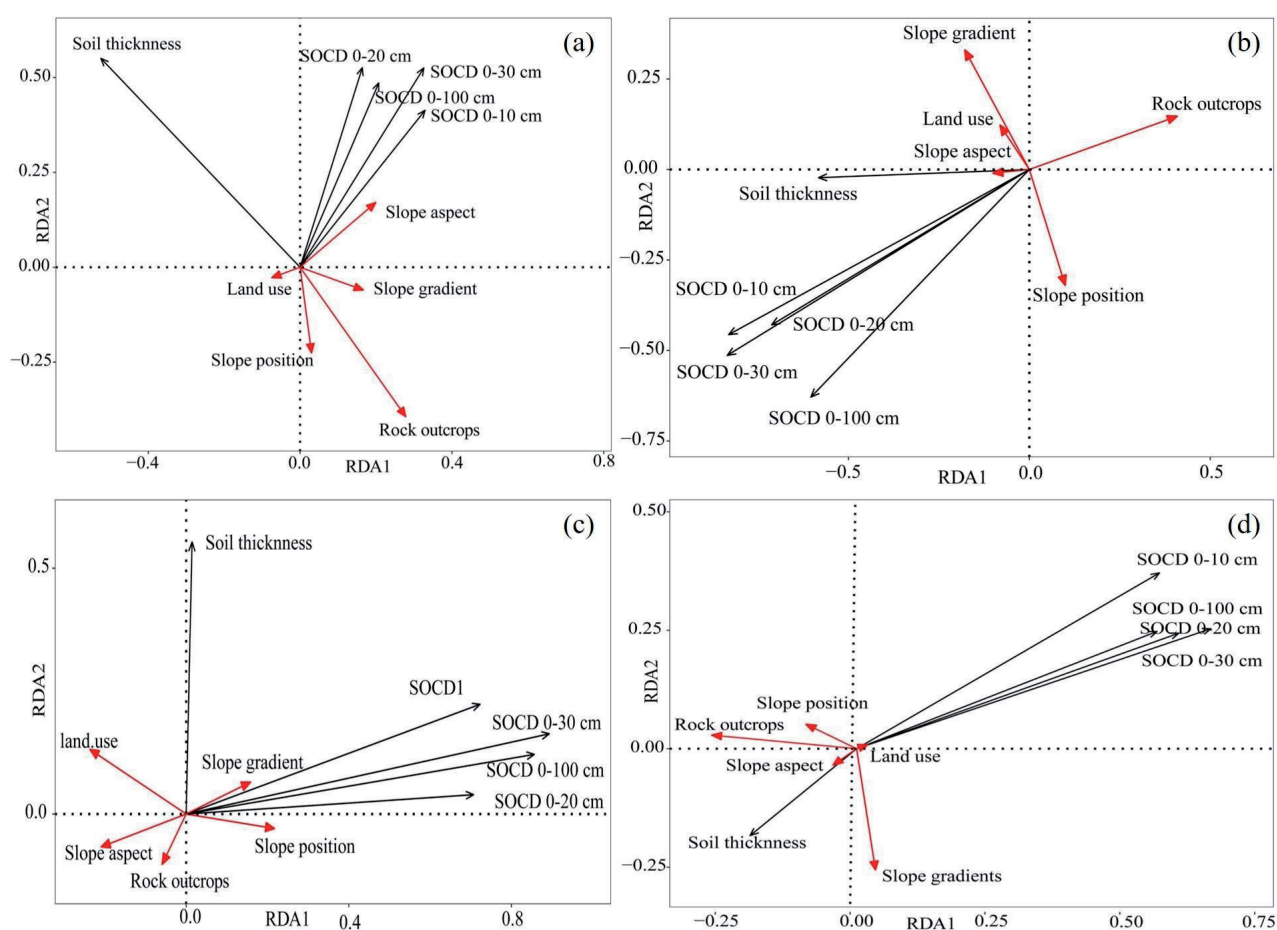 (a)
Soil thicknness
SOCD 0-20 cm
SOCD 0-30 cm
SOCD 0-100 cm
SOCD 0-10 cm
Slope aspect
Land use
Slope gradient
Slope position
Rock outcrops
0.50
0.25
0.00
−0.25
RDA2
−0.4
0.0
0.4
0.8
RDA1
(b)
Slope gradient
Rock outcrops
Land use
Slope aspect
Soil thicknness
SOCD 0-10 cm
Slope position
SOCD 0-20 cm
SOCD 0-30 cm
SOCD 0-100 cm
0.25
0.00
−0.25
−0.50
−0.75
RDA2
−0.5
0.0
0.5
RDA1
(c)
Soil thicknness
SOCD1
SOCD 0-30 cm
land use
Slope gradient
SOCD 0-100 cm
SOCD 0-20 cm
Slope position
Slope aspect
Rock outcrops
0.5
0.0
RDA2
0.0
0.4
0.8
RDA1
(d)
SOCD 0-10 cm
SOCD 0-100 cm
SOCD 0-20 cm
SOCD 0-30 cm
Slope position
Rock outcrops
Land use
Slope aspect
Soil thicknness
Slope gradients
0.50
0.25
0.00
−0.25
RDA2
−0.25
0.00
0.25
0.50
0.75
RDA1